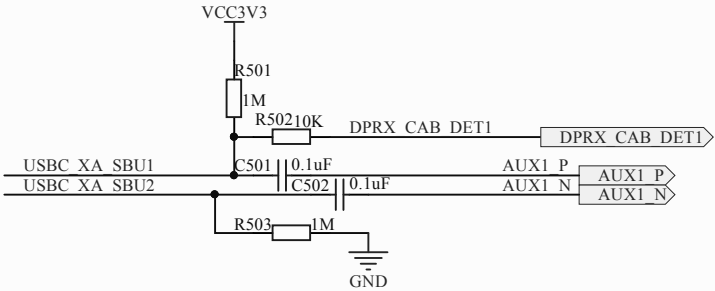 VCC3V3
R501
1M
R502 10K
DPRX_CAB_DET1
DPRX_CAB_DET1
USBC_XA_SBU1
C501
0.1uF
AUX1_P
AUX1_P
USBC_XA_SBU2
C502
0.1uF
AUX1_N
AUX1_N
R503
1M
GND